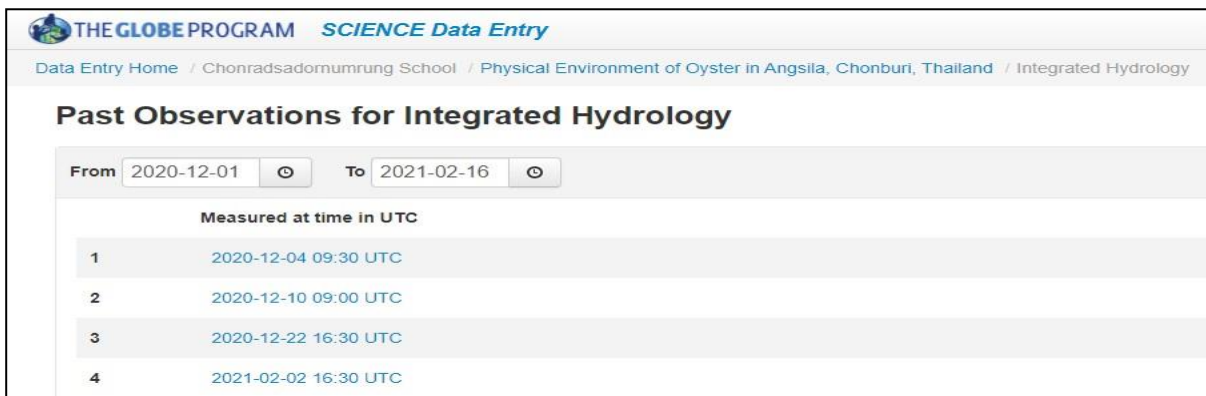 THE GLOBE PROGRAM SCIENCE Data Entry
Data Entry Home / Chonradsadornumrung School / Physical Environment of Oyster in Angsila, Chonburi, Thailand / Integrated Hydrology
Past Observations for Integrated Hydrology
From 2020-12-01 To 2021-02-16
Measured at time in UTC
1 2020-12-04 09:30 UTC
2 2020-12-10 09:00 UTC
3 2020-12-22 16:30 UTC
4 2021-02-02 16:30 UTC